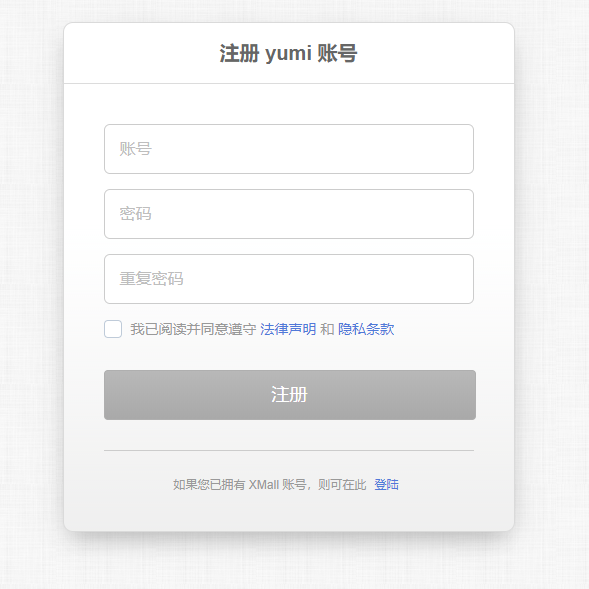 注册 yumi 账号
账号
密码
重复密码
我已阅读并同意遵守 法律声明 和 隐私条款
注册
如果您已拥有 XMall 账号，则可在此 登陆